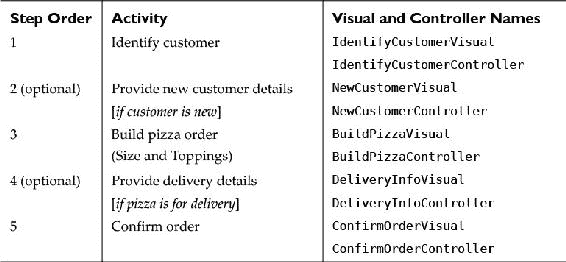 Step Order Activity Visual and Controller Names
1 Identify customer IdentifyCustomerVisual
IdentifyCustomerController
2 (optional) Provide new customer details NewCustomerVisual
[if customer is new] NewCustomerController
3 Build pizza order BuildPizzaVisual
(Size and Toppings) BuildPizzaController
4 (optional) Provide delivery details DeliveryInfoVisual
[if pizza is for delivery] DeliveryInfoController
5 Confirm order ConfirmOrderVisual
ConfirmOrderController